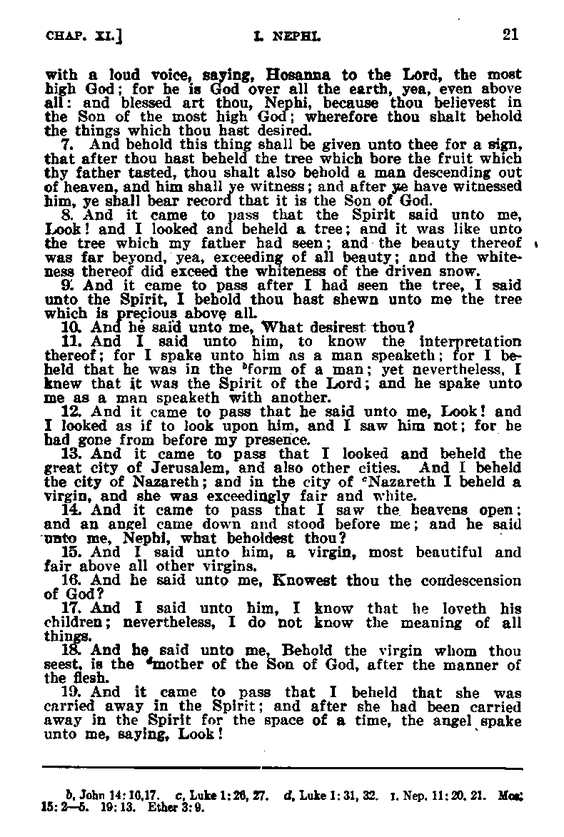 CHAP. XI.] I. NEPHI. 21
with a loud voice, saying, Hosanna to the Lord, the most
high God; for he is God over all the earth, yea, even above
all: and blessed art thou, Nephi, because thou believest in
the Son of the most high God; wherefore thou shalt behold
the things which thou hast desired.
7. And behold this thing shall be given unto thee for a sign,
that after thou hast beheld the tree which bore the fruit which
thy father tasted, thou shalt also behold a man descending out
of heaven, and him shall ye witness; and after ye have witnessed
him, ye shall bear record that it is the Son of God.
8. And it came to pass that the Spirit said unto me,
Look! and I looked and beheld a tree; and it was like unto
the tree which my father had seen; and the beauty thereof
was far beyond, yea, exceeding of all beauty; and the white-
ness thereof did exceed the whiteness of the driven snow.
9. And it came to pass after I had seen the tree, I said
unto the Spirit, I behold thou hast shewn unto me the tree
which is precious above all.
10. And he said unto me, What desirest thou?
11. And I said unto him, to know the interpretation
thereof; for I spake unto him as a man speaketh; for I be-
held that he was in the bform of a man; yet nevertheless, I
knew that it was the Spirit of the Lord; and he spake unto
me as a man speaketh with another.
12. And it came to pass that he said unto me, Look! and
I looked as if to look upon him, and I saw him not; for he
had gone from before my presence.
13. And it came to pass that I looked and beheld the
great city of Jerusalem, and also other cities. And I beheld
the city of Nazareth; and in the city of cNazareth I beheld a
virgin, and she was exceedingly fair and white.
14. And it came to pass that I saw the heavens open;
and an angel came down and stood before me; and he said
unto me, Nephi, what beholdest thou?
15. And I said unto him, a virgin, most beautiful and
fair above all other virgins.
16. And he said unto me, Knowest thou the condescension
of God?
17. And I said unto him, I know that he loveth his
children; nevertheless, I do not know the meaning of all
things.
18. And he said unto me, Behold the virgin whom thou
seest, is the dmother of the Son of God, after the manner of
the flesh.
19. And it came to pass that I beheld that she was
carried away in the Spirit; and after she had been carried
away in the Spirit for the space of a time, the angel spake
unto me, saying, Look!
b, John 14: 16,17. c, Luke 1: 26, 27. d, Luke 1: 31, 32. I. Nep. 11: 20, 21. Mos.
15: 2—5. 19: 13. Ether 3: 9.